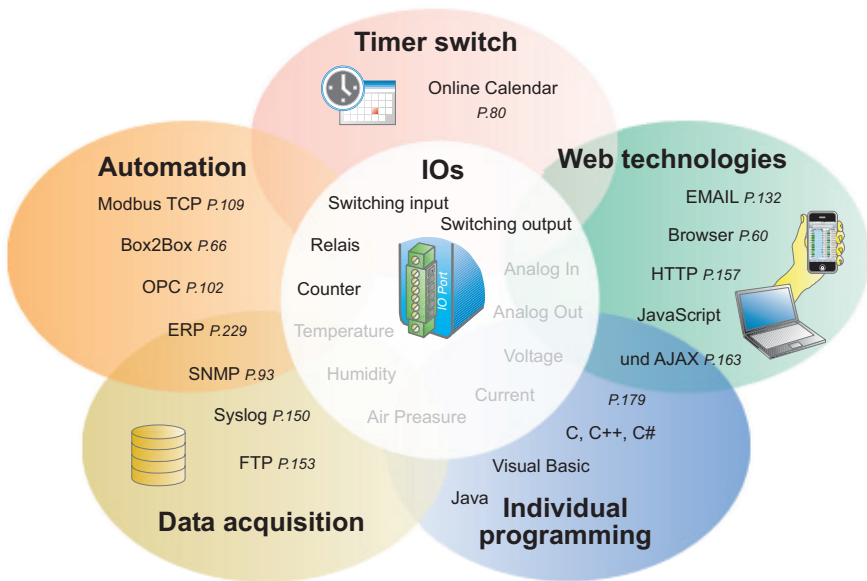 Timer switch
Online Calendar
P.80
Automation
Modbus TCP P.109
Box2Box P.66
OPC P.102
ERP P.229
SNMP P.93
IOs
Switching input
Switching output
Relais
Counter
Temperature
Humidity
Air Preasure
Analog In
Analog Out
Voltage
Current
IO Port
Web technologies
EMAIL P.132
Browser P.60
HTTP P.157
JavaScript
und AJAX P.163
Syslog P.150
FTP P.153
Data acquisition
P.179
C, C++, C#
Visual Basic
Java
Individual
programming